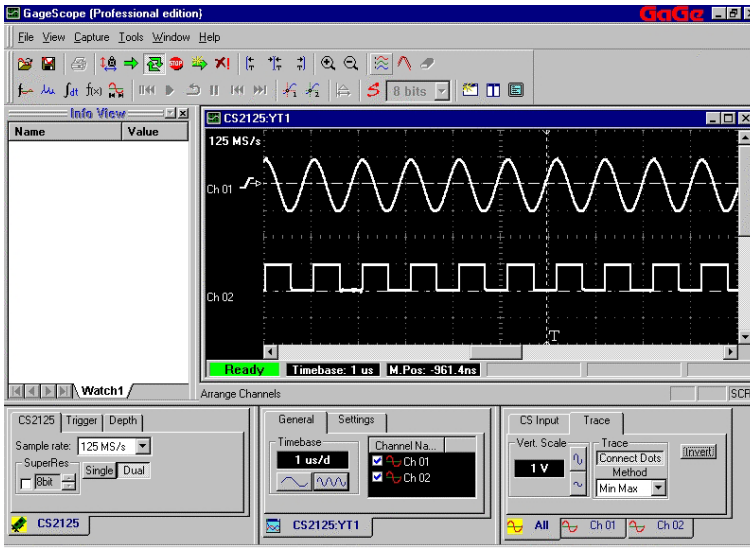 GageScope (Professional edition)
GaGe
File View Capture Tools Window Help
∫dt f(x) 8 bits
Info View
Name Value
Watch1
CS2125:YT1
125 MS/s
Ch 01
Ch 02
T
Ready Timebase: 1 us M.Pos: -961.4ns
Arrange Channels SCR
CS2125 Trigger Depth
Sample rate: 125 MS/s
SuperRes
8bit Single Dual
CS2125
General Settings
Timebase
1 us/d
Channel Na...
Ch 01
Ch 02
CS2125:YT1
CS Input Trace
Vert. Scale
1 V
Trace
Connect Dots
Method
Min Max
Invert
All Ch 01 Ch 02